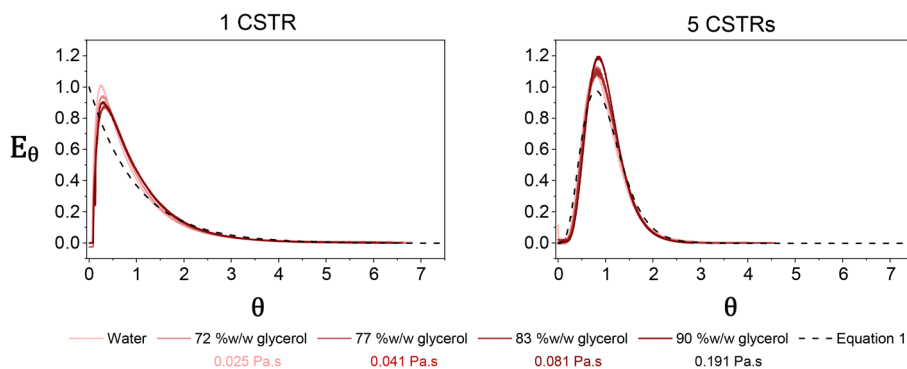 1 CSTR
5 CSTRs
1.2
1.0
0.8
0.6
0.4
0.2
0.0
0 1 2 3 4 5 6 7
1.2
1.0
0.8
0.6
0.4
0.2
0.0
0 1 2 3 4 5 6 7
Eθ
θ
θ
Water 72 %w/w glycerol 77 %w/w glycerol 83 %w/w glycerol 90 %w/w glycerol Equation 1
0.025 Pa.s 0.041 Pa.s 0.081 Pa.s 0.191 Pa.s